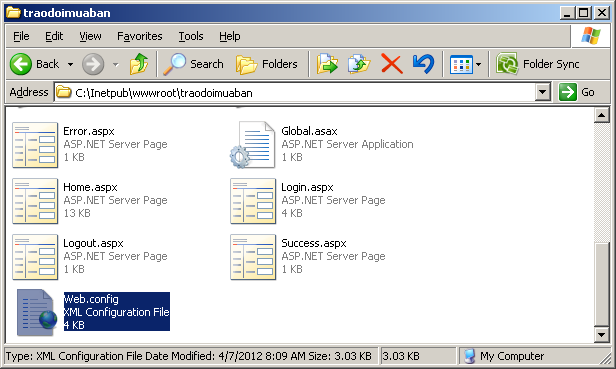 traodoimuaban
File Edit View Favorites Tools Help
Back Search Folders Folder Sync
Address C:\Inetpub\wwwroot\traodoimuaban Go
Error.aspx
ASP.NET Server Page
1 KB
Global.asax
ASP.NET Server Application
1 KB
Home.aspx
ASP.NET Server Page
13 KB
Login.aspx
ASP.NET Server Page
4 KB
Logout.aspx
ASP.NET Server Page
1 KB
Success.aspx
ASP.NET Server Page
1 KB
Web.config
XML Configuration File
4 KB
Type: XML Configuration File Date Modified: 4/7/2012 8:09 AM Size: 3.03 KB 3.03 KB My Computer